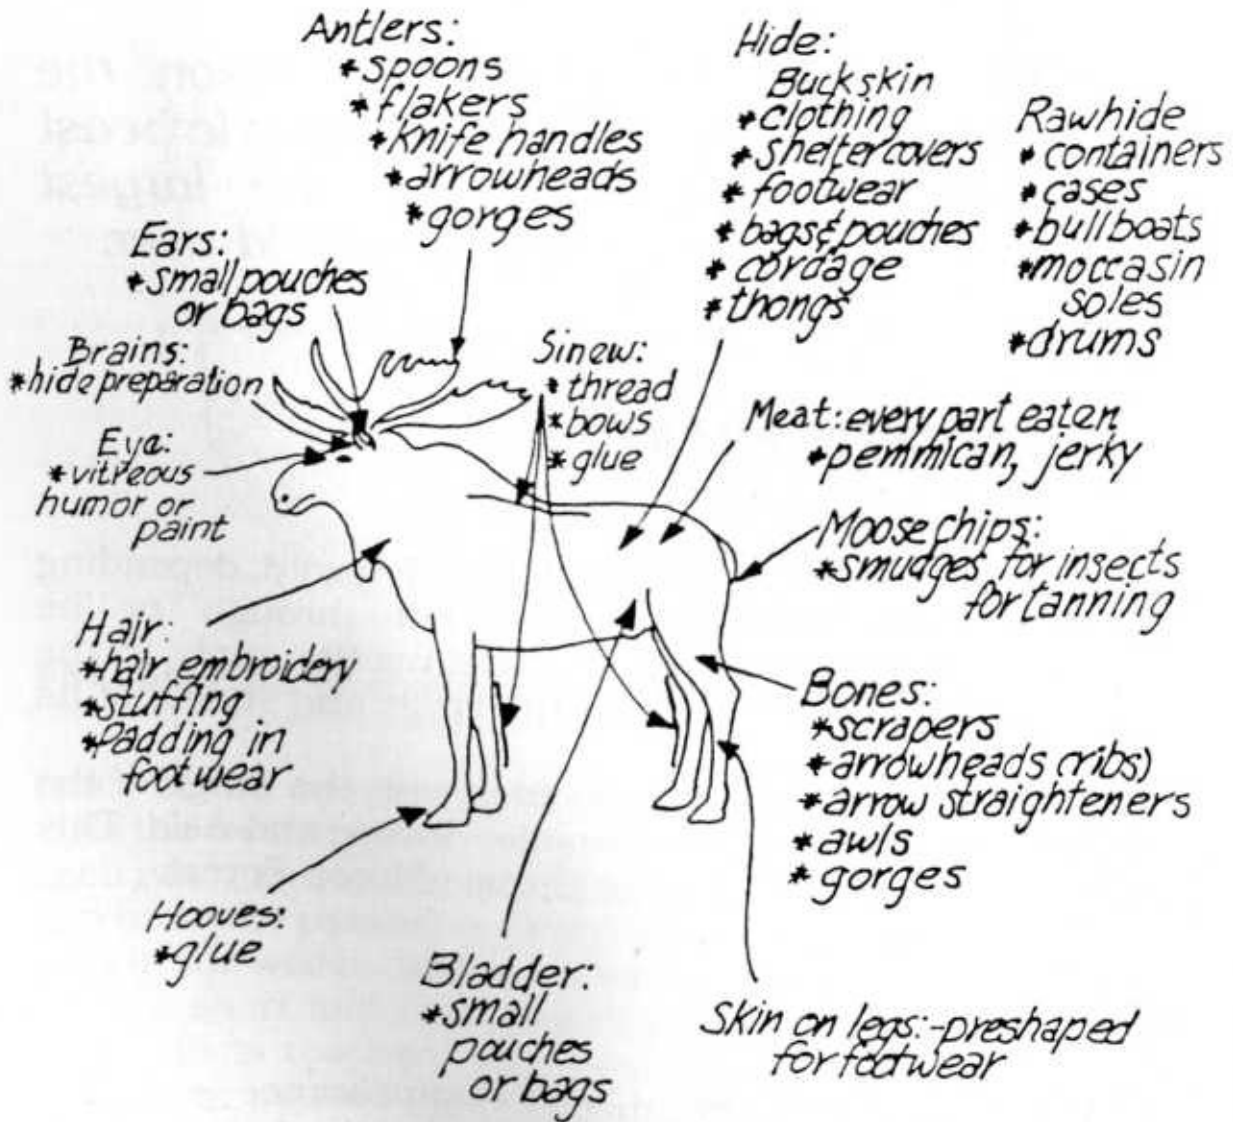 Antlers:
*spoons
*flakers
*knife handles
*arrowheads
*gorges
Hide:
Buckskin
*clothing
*shelter covers
*footwear
*bags & pouches
*cordage
*thongs
Rawhide
*containers
*cases
*bullboats
*moccasin
soles
*drums
Ears:
*small pouches
or bags
Brains:
*hide preparation
Eye:
*vitreous
humor or
paint
Sinew:
*thread
*bows
*glue
Meat: every part eaten
*pemmican, jerky
Moose chips:
*smudges for insects
for tanning
Hair:
*hair embroidery
*stuffing
*Padding in
footwear
Bones:
*scrapers
*arrowheads (ribs)
*arrow straighteners
*awls
*gorges
Hooves:
*glue
Bladder:
*small
pouches
or bags
Skin on legs:-preshaped
for footwear